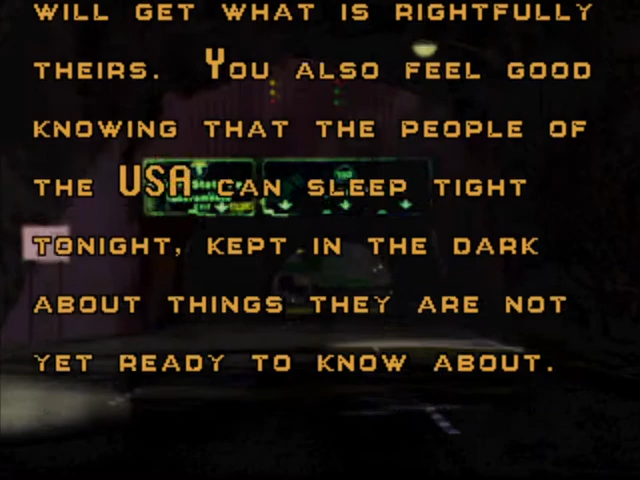 WILL GET WHAT IS RIGHTFULLY
THEIRS. YOU ALSO FEEL GOOD
KNOWING THAT THE PEOPLE OF
THE USA CAN SLEEP TIGHT
TONIGHT, KEPT IN THE DARK
ABOUT THINGS THEY ARE NOT
YET READY TO KNOW ABOUT.